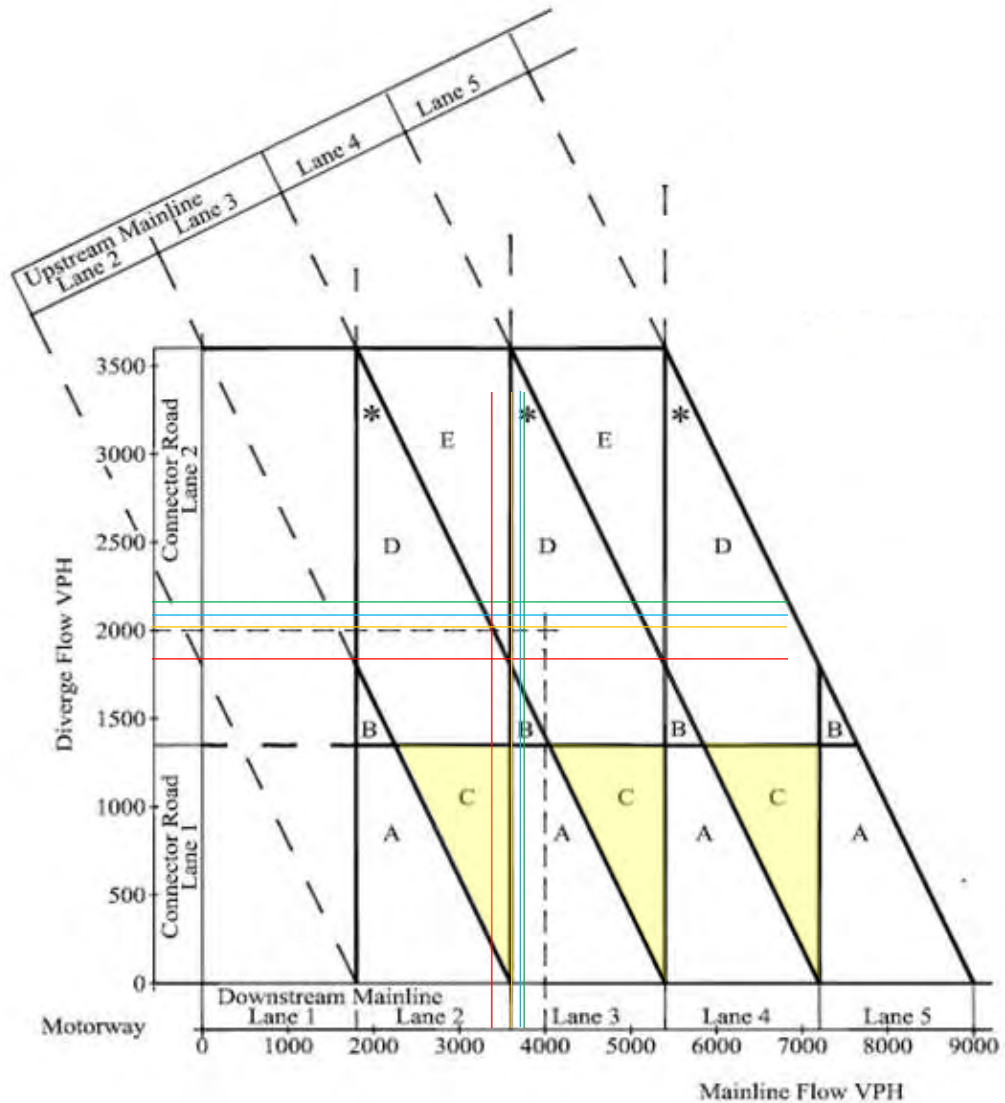 Lane 5
Lane 4
Lane 3
Upstream Mainline
Lane 2
3500
3000
2500
2000
1500
1000
500
0
Diverge Flow VPH
Connector Road
Lane 2
Connector Road
Lane 1
* * *
E E
D D D
B B B B
C C C
A A A A
Downstream Mainline
Motorway Lane 1 Lane 2 Lane 3 Lane 4 Lane 5
0 1000 2000 3000 4000 5000 6000 7000 8000 9000
Mainline Flow VPH